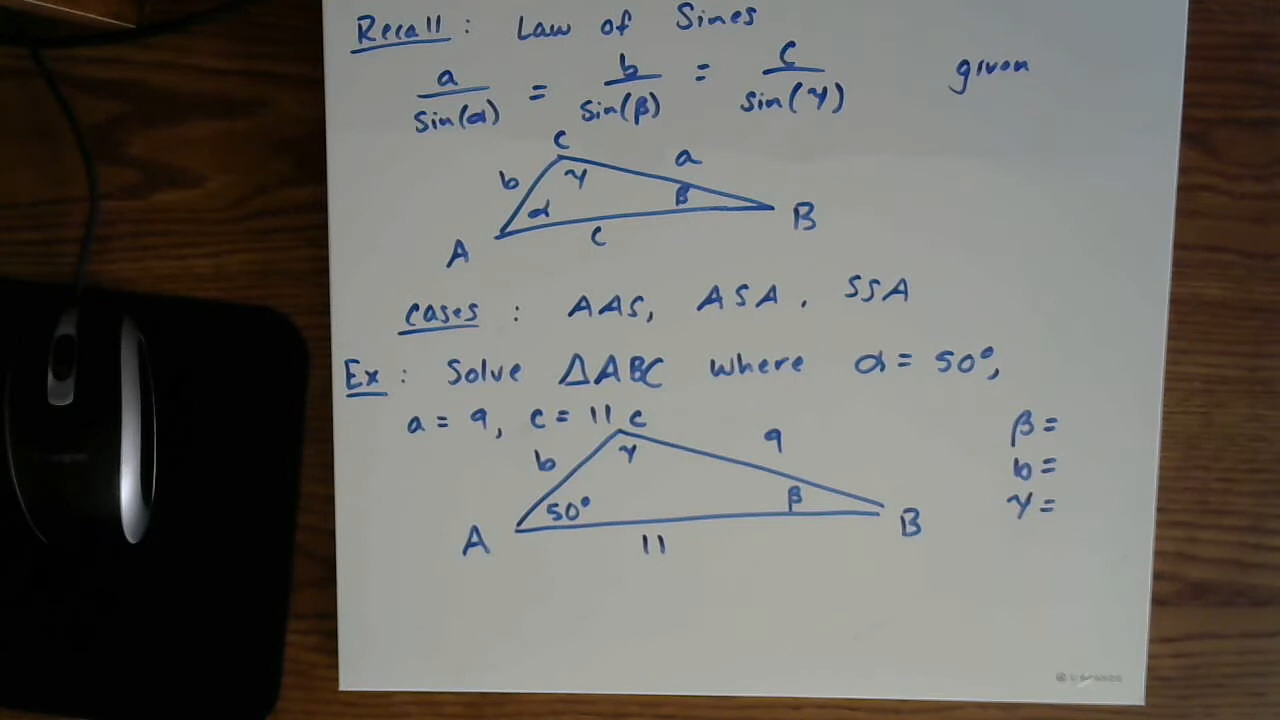 Recall : Law of Sines
a/sin(α) = b/sin(β) = c/sin(γ) given
C
b γ a
α β
A c B
cases : AAS, ASA, SSA
Ex : Solve ΔABC where α = 50°,
a = 9, c = 11
C
b γ 9
50° β
A 11 B
β =
b =
γ =